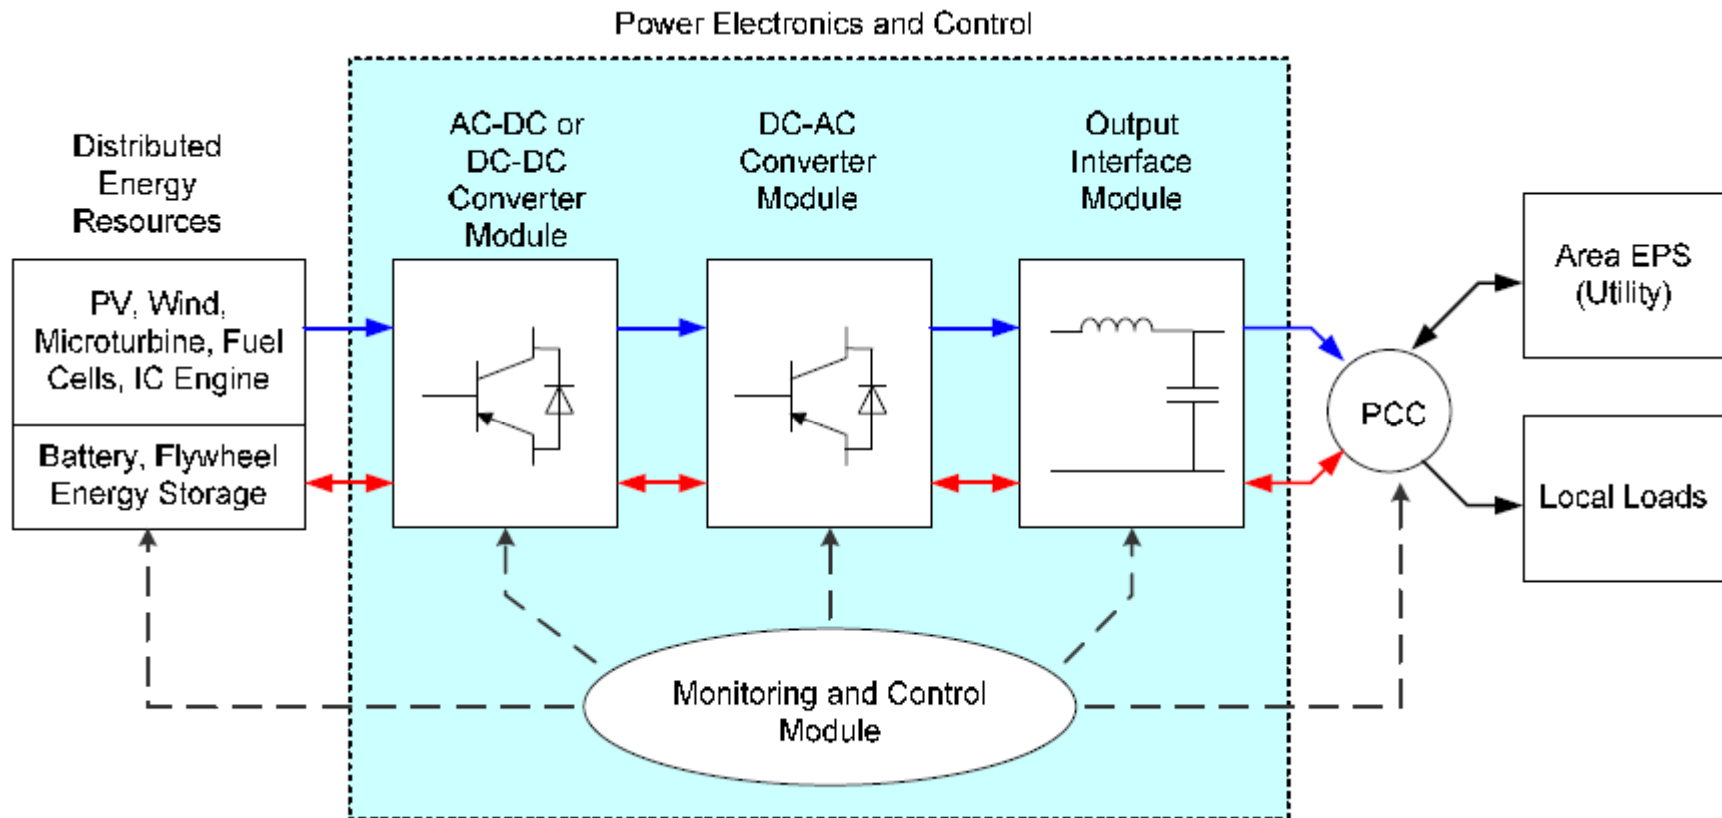 Power Electronics and Control
Distributed
Energy
Resources
AC-DC or
DC-DC
Converter
Module
DC-AC
Converter
Module
Output
Interface
Module
PV, Wind,
Microturbine, Fuel
Cells, IC Engine
Battery, Flywheel
Energy Storage
PCC
Area EPS
(Utility)
Local Loads
Monitoring and Control
Module